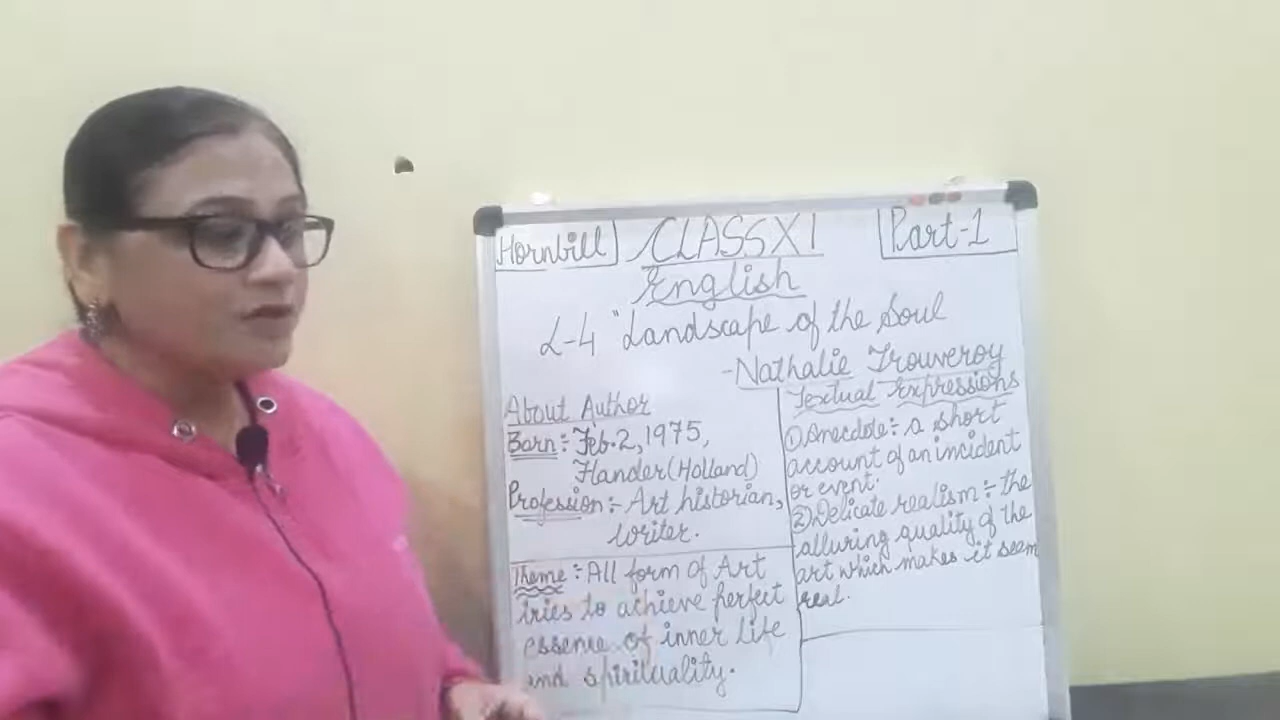 Hornbill
CLASS XI
Part-1
English
L-4 "Landscape of the Soul
-Nathalie Trouveroy
About Author
Born:- Feb.2, 1975,
Flander(Holland)
Profession:- Art historian,
writer.
Theme:- All form of Art
tries to achieve perfect
essence of inner life
and spirituality.
Textual Expressions
① Anecdote:- a short
account of an incident
or event.
② Delicate realism:- the
alluring quality of the
art which makes it seem
real.